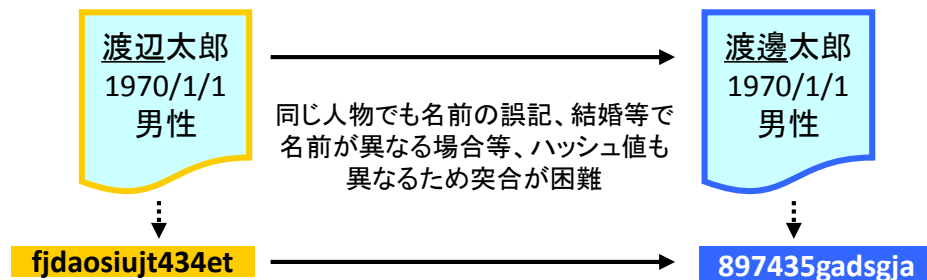 渡辺太郎
1970/1/1
男性
渡邊太郎
1970/1/1
男性
同じ人物でも名前の誤記、結婚等で
名前が異なる場合等、ハッシュ値も
異なるため突合が困難
fjdaosiujt434et
897435gadsgja